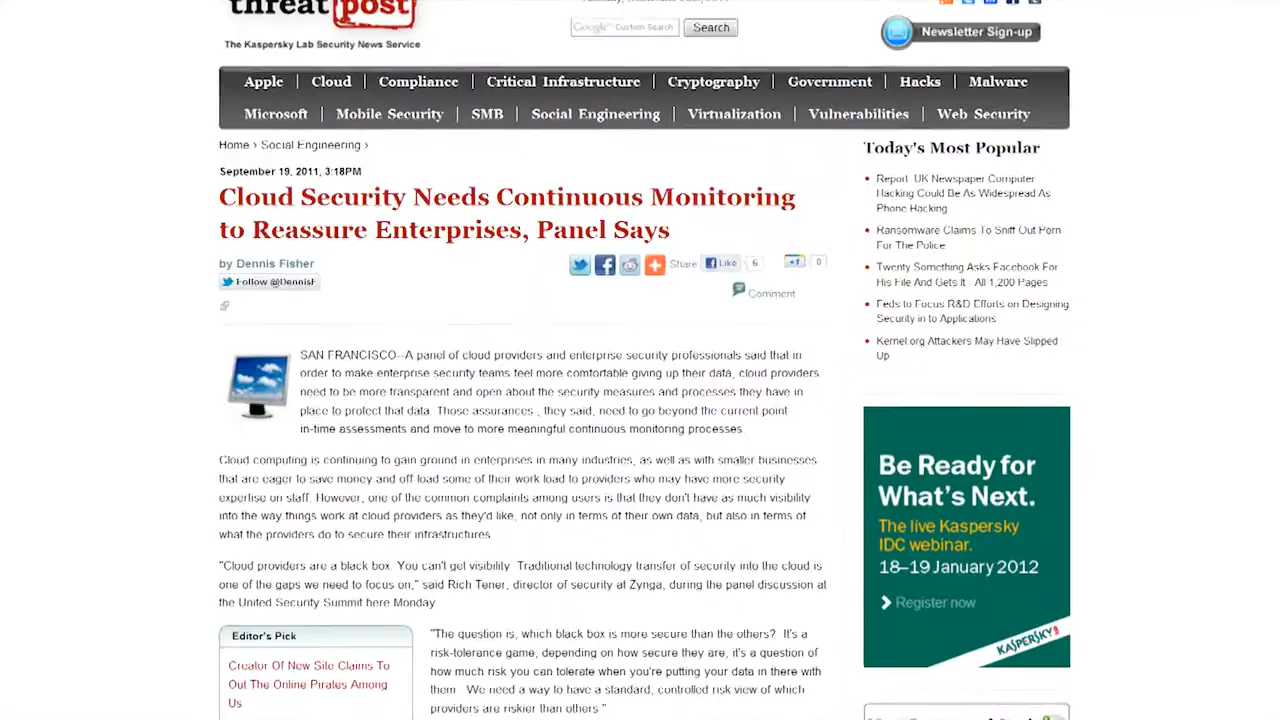 threatpost
The Kaspersky Lab Security News Service
Google Custom Search
Search
Newsletter Sign-up
Apple
Cloud
Compliance
Critical Infrastructure
Cryptography
Government
Hacks
Malware
Microsoft
Mobile Security
SMB
Social Engineering
Virtualization
Vulnerabilities
Web Security
Home › Social Engineering ›
September 19, 2011, 3:18PM
Cloud Security Needs Continuous Monitoring
to Reassure Enterprises, Panel Says
by Dennis Fisher
Follow @DennisF
Share
Like
6
+1
0
Comment
SAN FRANCISCO--A panel of cloud providers and enterprise security professionals said that in
order to make enterprise security teams feel more comfortable giving up their data, cloud providers
need to be more transparent and open about the security measures and processes they have in
place to protect that data. Those assurances , they said, need to go beyond the current point
in-time assessments and move to more meaningful continuous monitoring processes.
Cloud computing is continuing to gain ground in enterprises in many industries, as well as with smaller businesses
that are eager to save money and off-load some of their work load to providers who may have more security
expertise on staff. However, one of the common complaints among users is that they don't have as much visibility
into the way things work at cloud providers as they'd like, not only in terms of their own data, but also in terms of
what the providers do to secure their infrastructures.
"Cloud providers are a black box. You can't get visibility. Traditional technology transfer of security into the cloud is
one of the gaps we need to focus on," said Rich Tener, director of security at Zynga, during the panel discussion at
the United Security Summit here Monday.
Editor's Pick
Creator Of New Site Claims To
Out The Online Pirates Among
Us
"The question is, which black box is more secure than the others? It's a
risk-tolerance game, depending on how secure they are, it's a question of
how much risk you can tolerate when you're putting your data in there with
them. We need a way to have a standard, controlled risk view of which
providers are riskier than others."
Today's Most Popular
Report: UK Newspaper Computer
Hacking Could Be As Widespread As
Phone Hacking
Ransomware Claims To Sniff Out Porn
For The Police
Twenty Something Asks Facebook For
His File And Gets It - All 1,200 Pages
Feds to Focus R&D Efforts on Designing
Security in to Applications
Kernel.org Attackers May Have Slipped
Up
Be Ready for
What's Next.
The live Kaspersky
IDC webinar.
18–19 January 2012
Register now
KASPERSKY